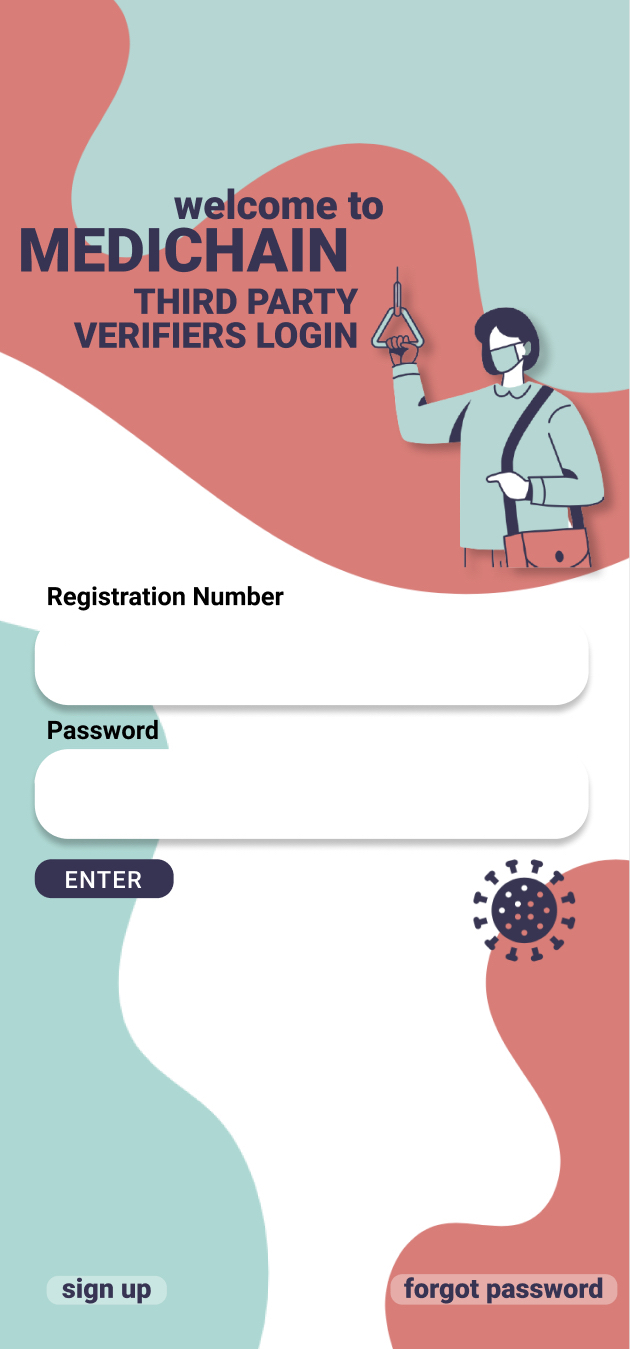 welcome to
MEDICHAIN
THIRD PARTY
VERIFIERS LOGIN
Registration Number
Password
ENTER
sign up
forgot password